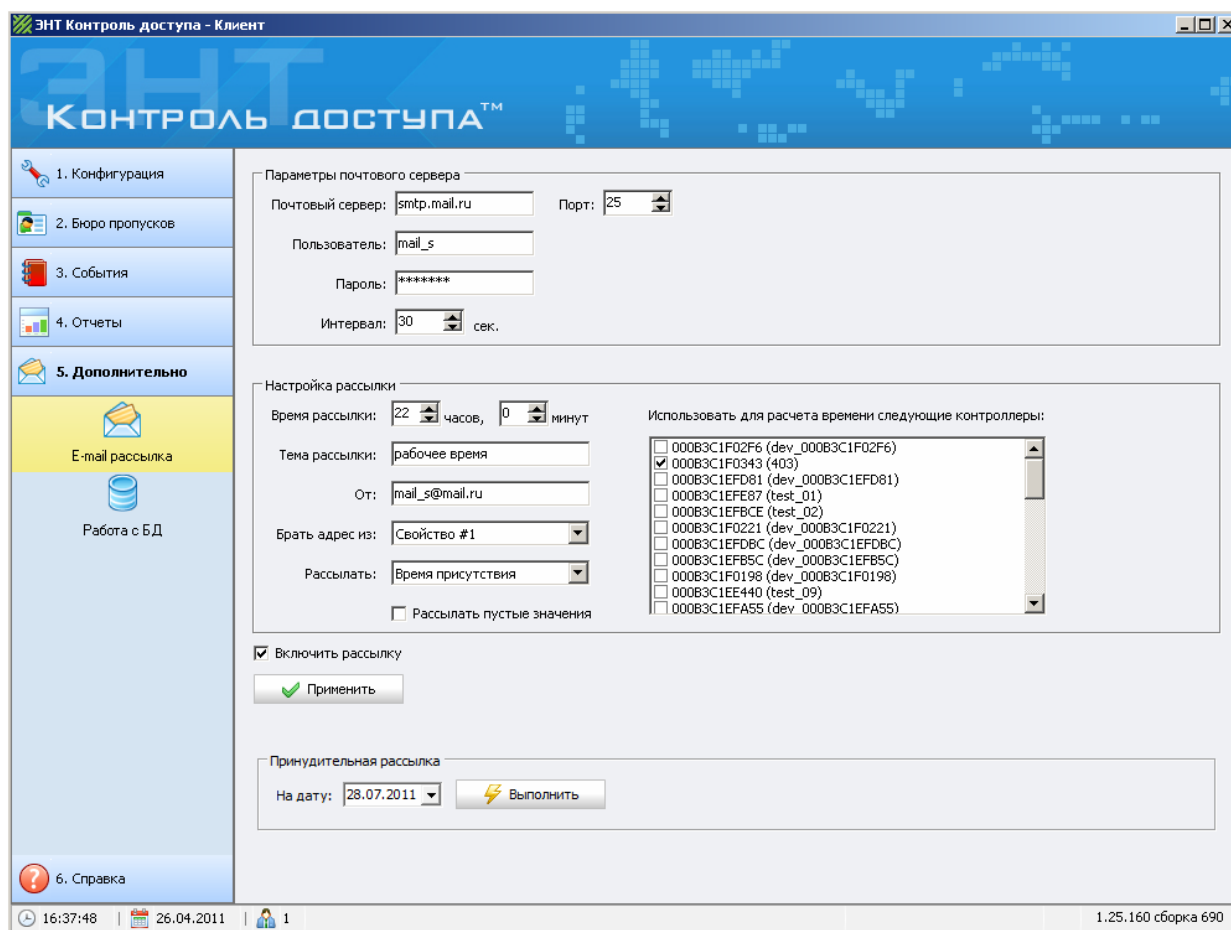 ЭНТ Контроль доступа - Клиент
ЭНТ
КОНТРОЛЬ ДОСТУПА™
1. Конфигурация
2. Бюро пропусков
3. События
4. Отчеты
5. Дополнительно
E-mail рассылка
Работа с БД
6. Справка
Параметры почтового сервера
Почтовый сервер: smtp.mail.ru Порт: 25
Пользователь: mail_s
Пароль: *******
Интервал: 30 сек.
Настройка рассылки
Время рассылки: 22 часов, 0 минут
Тема рассылки: рабочее время
От: mail_s@mail.ru
Брать адрес из: Свойство #1
Рассылать: Время присутствия
Рассылать пустые значения
Использовать для расчета времени следующие контроллеры:
000B3C1F02F6 (dev_000B3C1F02F6)
000B3C1F0343 (403)
000B3C1EFD81 (dev_000B3C1EFD81)
000B3C1EFE87 (test_01)
000B3C1EFBCE (test_02)
000B3C1F0221 (dev_000B3C1F0221)
000B3C1EFDBC (dev_000B3C1EFDBC)
000B3C1EFB5C (dev_000B3C1EFB5C)
000B3C1F0198 (dev_000B3C1F0198)
000B3C1EE440 (test_09)
000B3C1EFA55 (dev_000B3C1EFA55)
Включить рассылку
Применить
Принудительная рассылка
На дату: 28.07.2011 Выполнить
16:37:48 | 26.04.2011 | 1 1.25.160 сборка 690